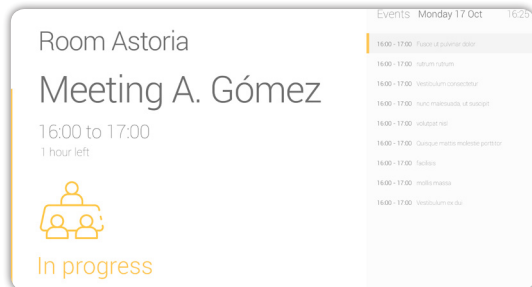 Room Astoria
Meeting A. Gómez
16:00 to 17:00
1 hour left
In progress
Events Monday 17 Oct 16:25
16:00 - 17:00 Fusce ut pulvinar dolor
16:00 - 17:00 rutrum rutrum
16:00 - 17:00 Vestibulum consectetur
16:00 - 17:00 nunc malesuada, ut suscipit
16:00 - 17:00 volutpat nisl
16:00 - 17:00 Quisque mattis molestie porttitor
16:00 - 17:00 facilisis
16:00 - 17:00 mollis massa
16:00 - 17:00 Vestibulum ex dui